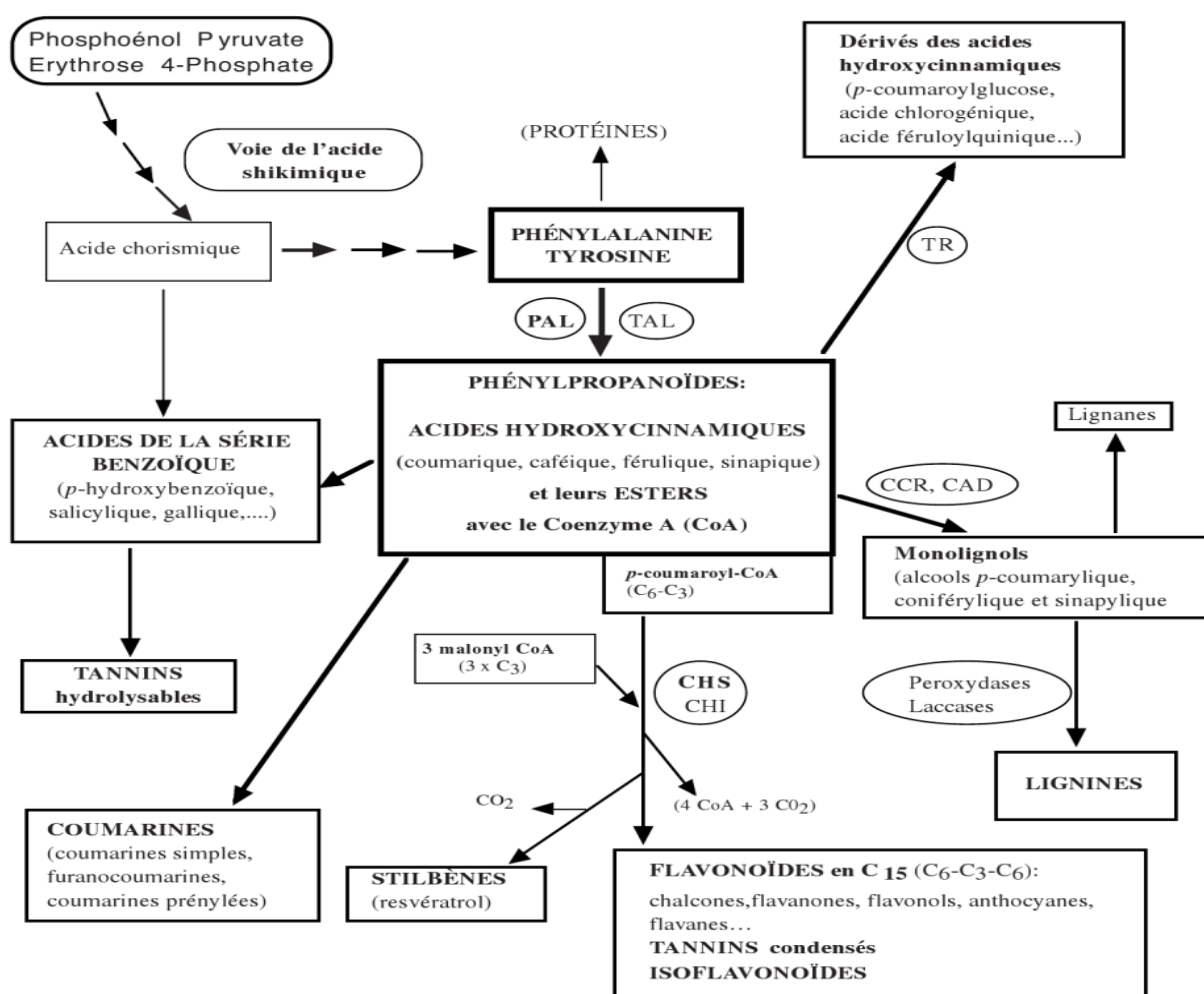 Phosphoénol Pyruvate
Erythrose 4-Phosphate
Voie de l'acide
shikimique
(PROTÉINES)
Dérivés des acides
hydroxycinnamiques
(p-coumaroylglucose,
acide chlorogénique,
acide féruloylquinique...)
Acide chorismique
PHÉNYLALANINE
TYROSINE
TR
PAL
TAL
PHÉNYLPROPANOÏDES:
ACIDES HYDROXYCINNAMIQUES
(coumarique, caféique, férulique, sinapique)
et leurs ESTERS
avec le Coenzyme A (CoA)
ACIDES DE LA SÉRIE
BENZOÏQUE
(p-hydroxybenzoïque,
salicylique, gallique,....)
Lignanes
CCR, CAD
Monolignols
(alcools p-coumarylique,
coniférylique et sinapylique
p-coumaroyl-CoA
(C6-C3)
3 malonyl CoA
(3 x C3)
CHS
CHI
TANNINS
hydrolysables
Peroxydases
Laccases
LIGNINES
CO2
(4 CoA + 3 C02)
COUMARINES
(coumarines simples,
furanocoumarines,
coumarines prénylées)
STILBÈNES
(resvératrol)
FLAVONOÏDES en C 15 (C6-C3-C6):
chalcones,flavanones, flavonols, anthocyanes,
flavanes...
TANNINS condensés
ISOFLAVONOÏDES